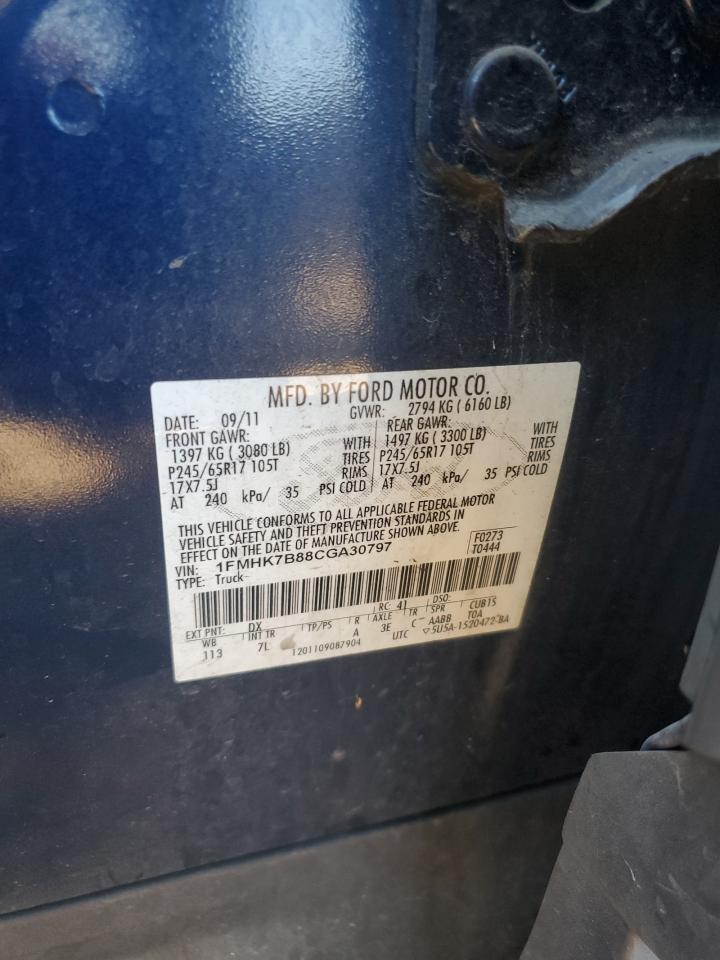 MFD. BY FORD MOTOR CO.
DATE: 09/11 GVWR: 2794 KG ( 6160 LB)
FRONT GAWR: REAR GAWR:
1397 KG ( 3080 LB) WITH 1497 KG ( 3300 LB) WITH
P245/65R17 105T TIRES P245/65R17 105T TIRES
17X7.5J RIMS 17X7.5J RIMS
AT 240 kPa/ 35 PSI COLD AT 240 kPa/ 35 PSI COLD
THIS VEHICLE CONFORMS TO ALL APPLICABLE FEDERAL MOTOR
VEHICLE SAFETY AND THEFT PREVENTION STANDARDS IN
EFFECT ON THE DATE OF MANUFACTURE SHOWN ABOVE.
VIN: 1FMHK7B88CGA30797 F0273
TYPE: Truck T0444
EXT PNT: DX RC: 41 DSO:
WB INT TR TP/PS R AXLE TR SPR CUB15
113 7L A 3E C AABB TOA
1201109087904 UTC ▽5U5A-1520472-BA